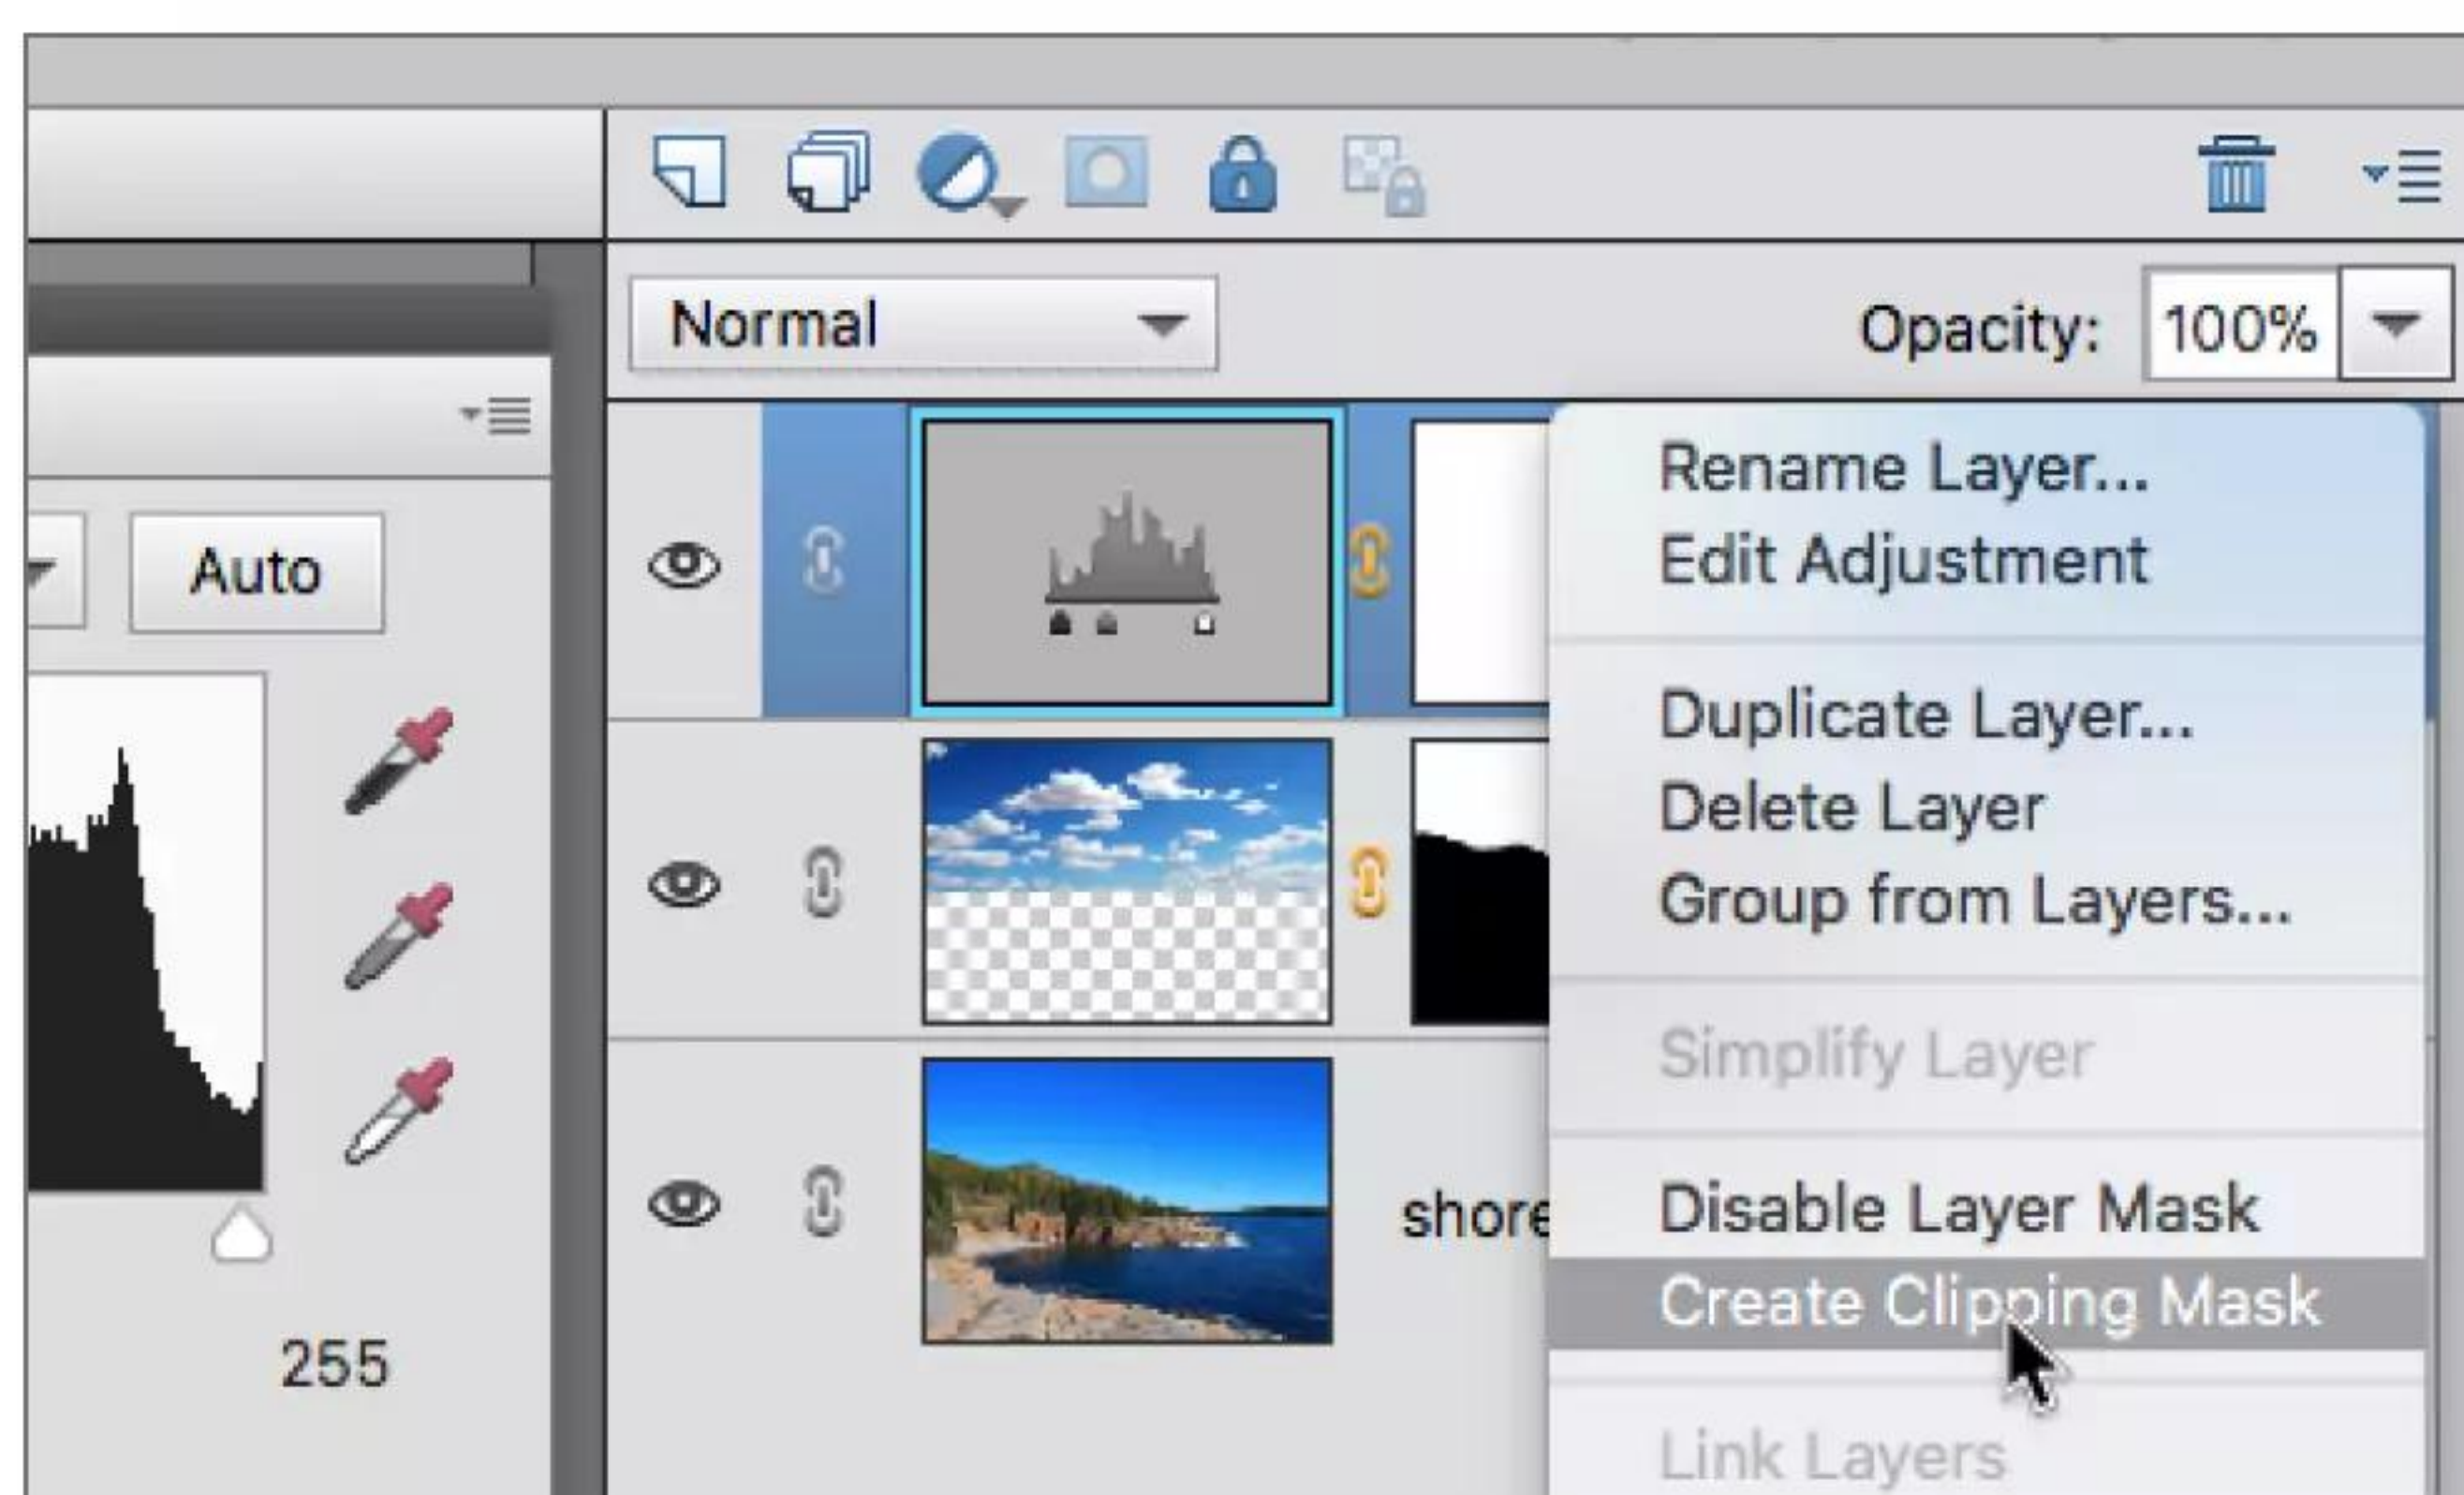 Normal
Opacity: 100%
Auto
255
shore
Rename Layer...
Edit Adjustment
Duplicate Layer...
Delete Layer
Group from Layers...
Simplify Layer
Disable Layer Mask
Create Clipping Mask
Link Layers